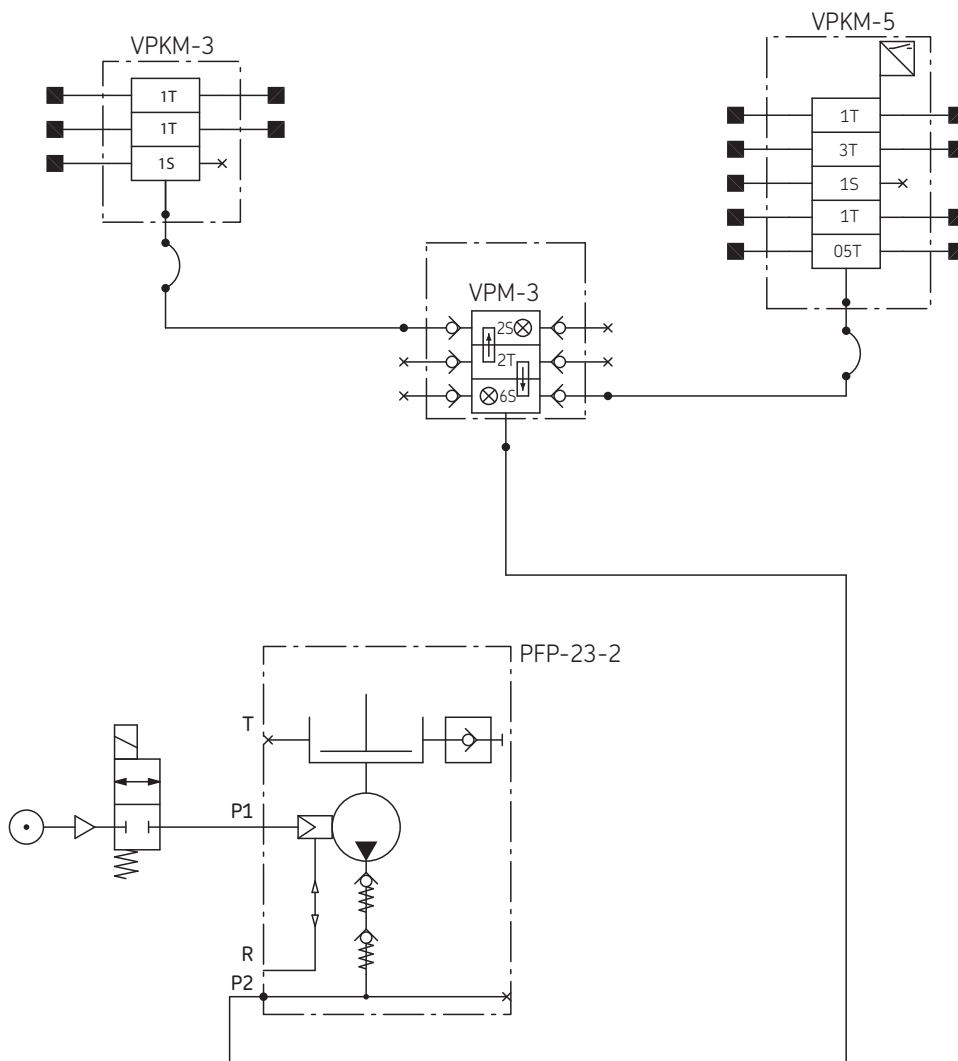 VPKM-5
VPKM-3
1T
1T
1S
1T
3T
1S
1T
05T
VPM-3
2S
2T
6S
PFP-23-2
T
P1
R
P2